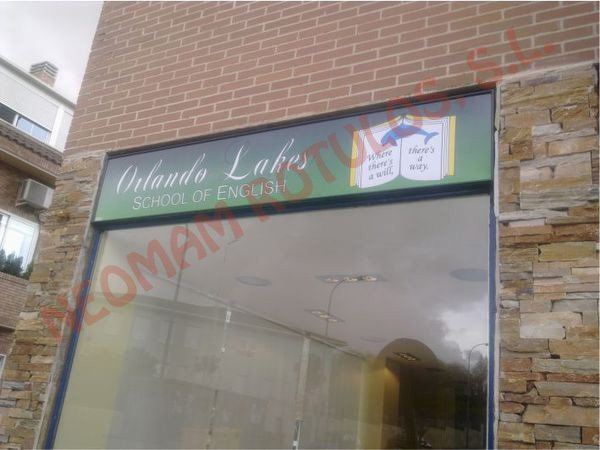 Orlando Lakes
SCHOOL OF ENGLISH
Where
there's
a will,
there's
a
way.
NEOMAM ROTULOS, S.L.